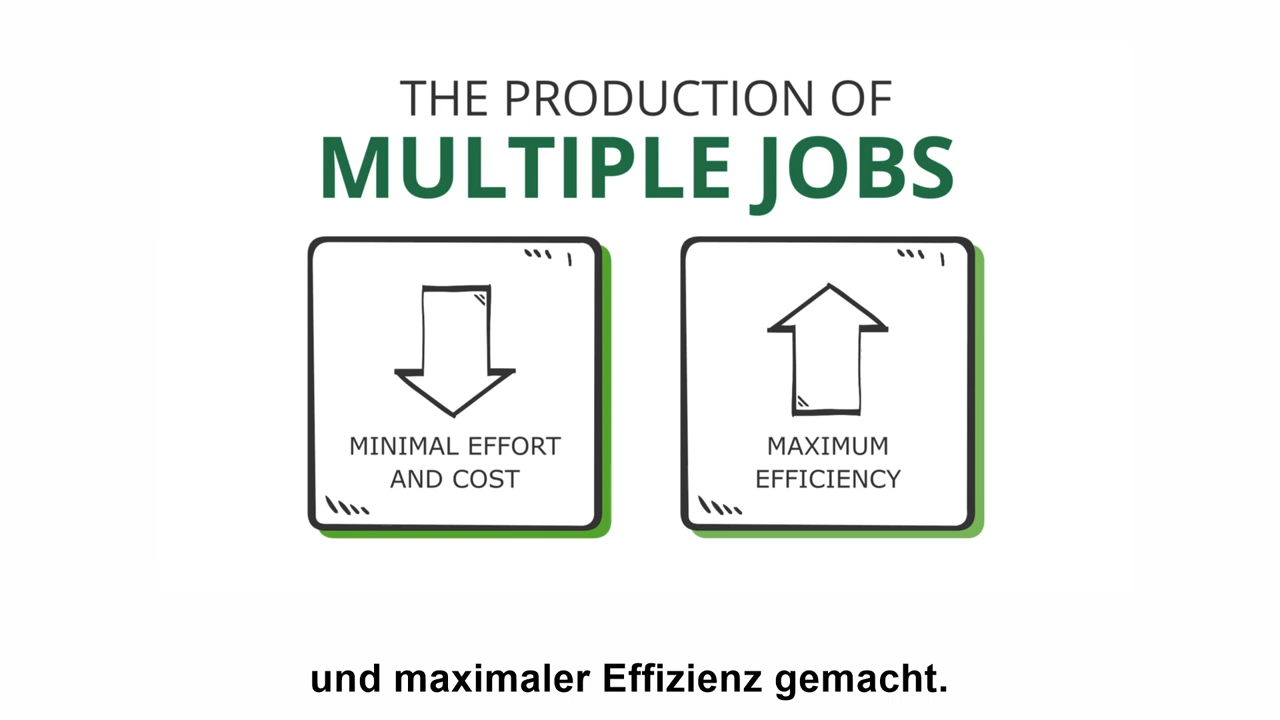 THE PRODUCTION OF
MULTIPLE JOBS
MINIMAL EFFORT
AND COST
MAXIMUM
EFFICIENCY
und maximaler Effizienz gemacht.